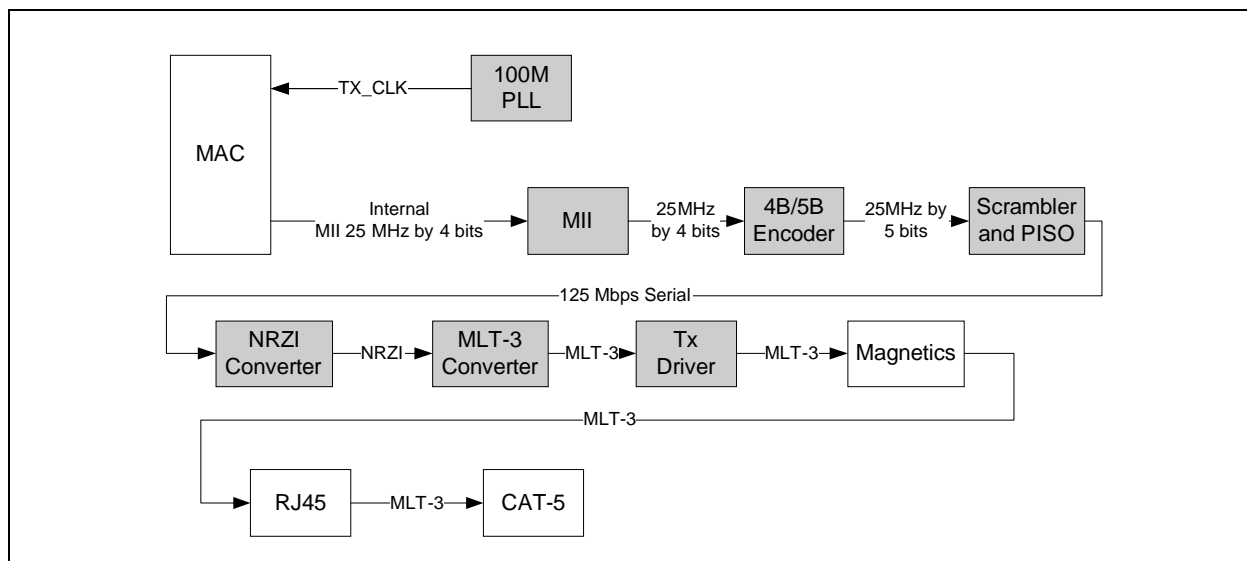 100M
PLL
TX_CLK
MAC
Internal
MII 25 MHz by 4 bits
MII
25MHz
by 4 bits
4B/5B
Encoder
25MHz by
5 bits
Scrambler
and PISO
125 Mbps Serial
NRZI
Converter
NRZI
MLT-3
Converter
MLT-3
Tx
Driver
MLT-3
Magnetics
MLT-3
RJ45
MLT-3
CAT-5